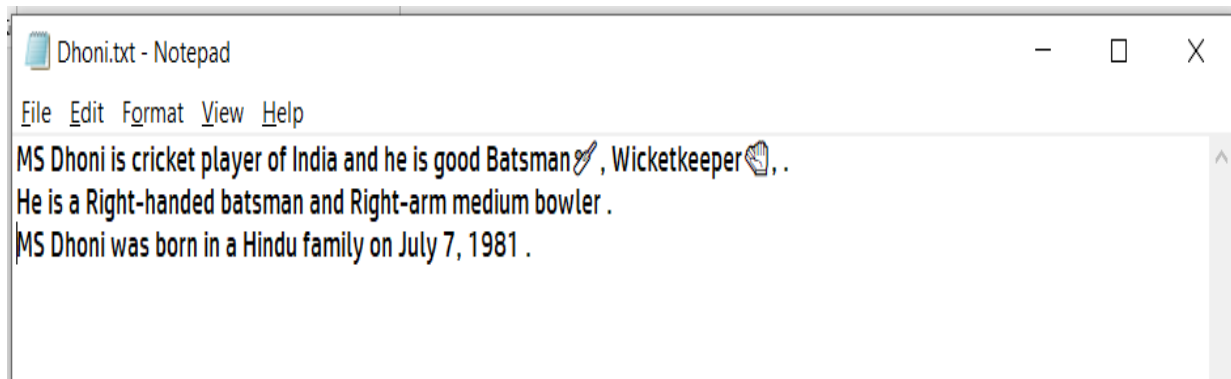 Dhoni.txt - Notepad
File Edit Format View Help
MS Dhoni is cricket player of India and he is good Batsman🏏 , Wicketkeeper🧤, .
He is a Right-handed batsman and Right-arm medium bowler .
MS Dhoni was born in a Hindu family on July 7, 1981 .